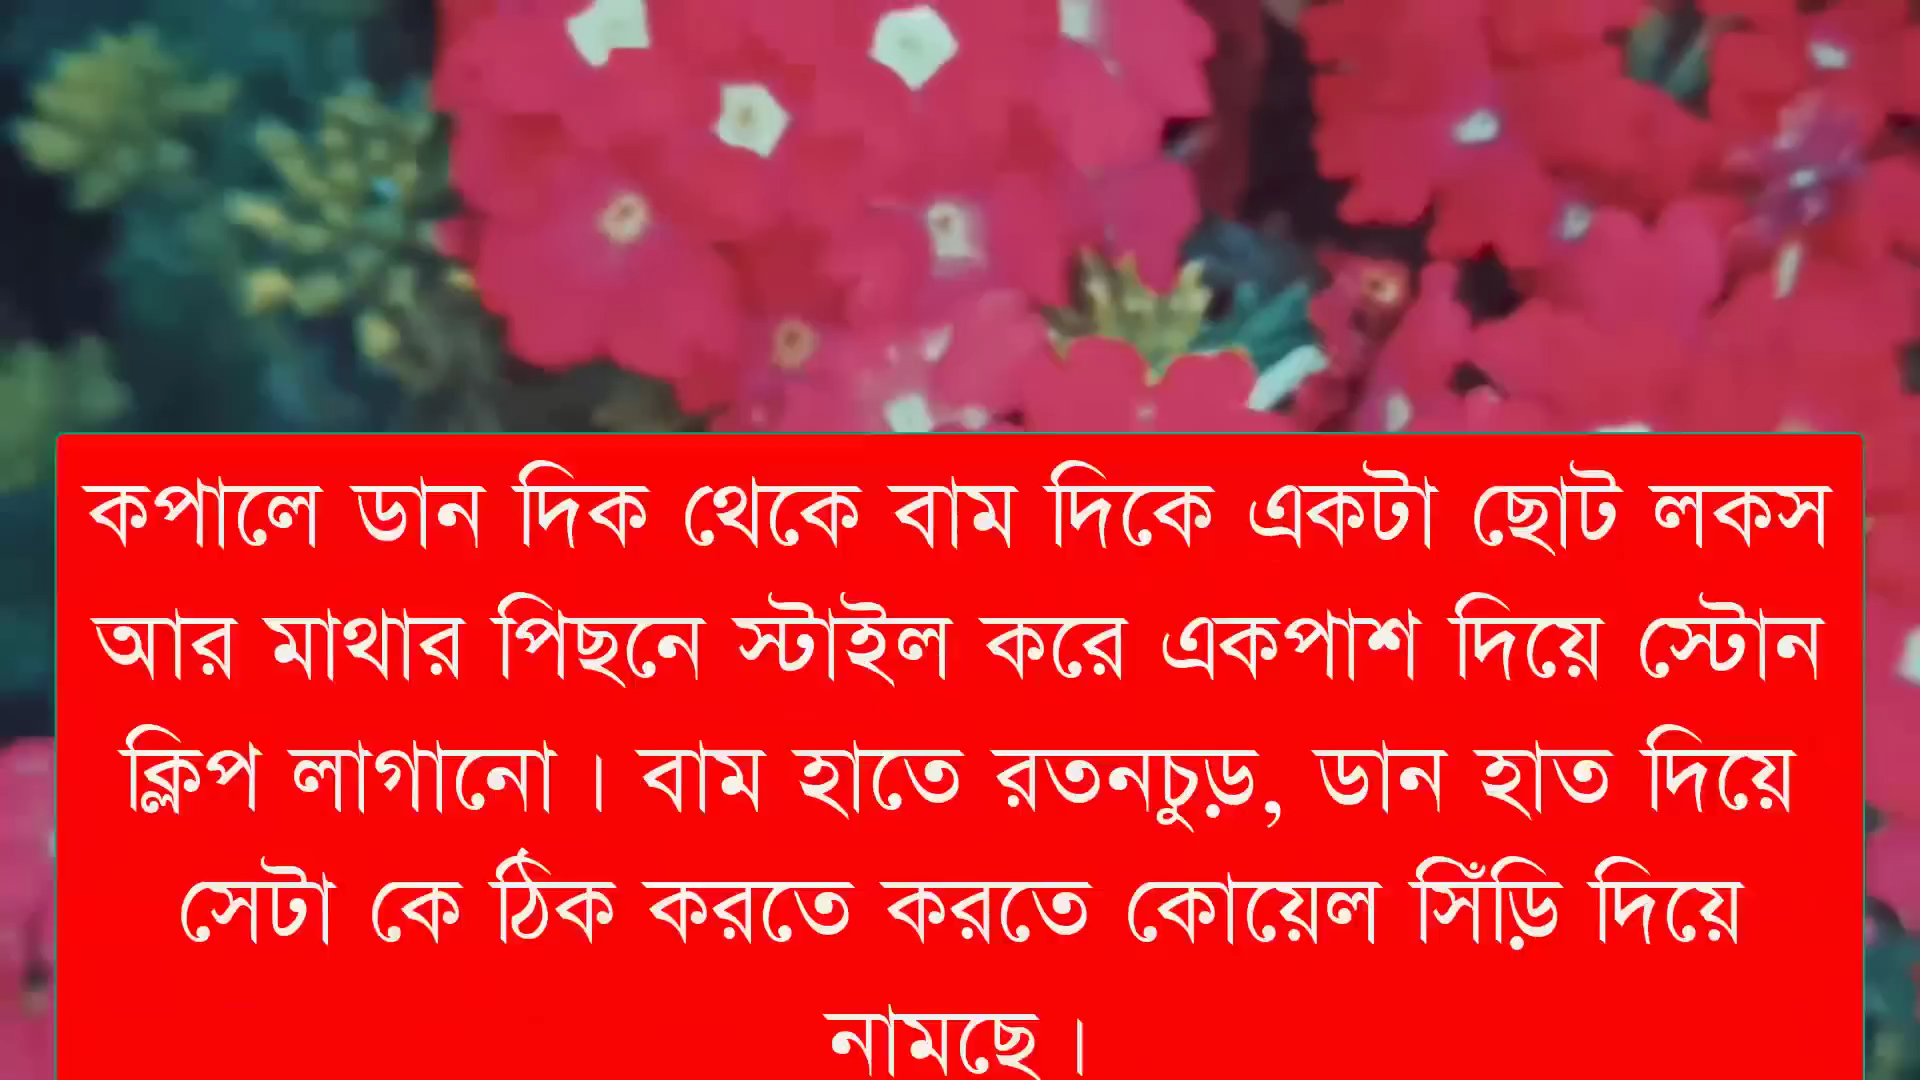 কপালে ডান দিক থেকে বাম দিকে একটা ছোট লকস
আর মাথার পিছনে স্টাইল করে একপাশ দিয়ে স্টোন
ক্লিপ লাগানো । বাম হাতে রতনচুড়, ডান হাত দিয়ে
সেটা কে ঠিক করতে করতে কোয়েল সিঁড়ি দিয়ে
নামছে ।